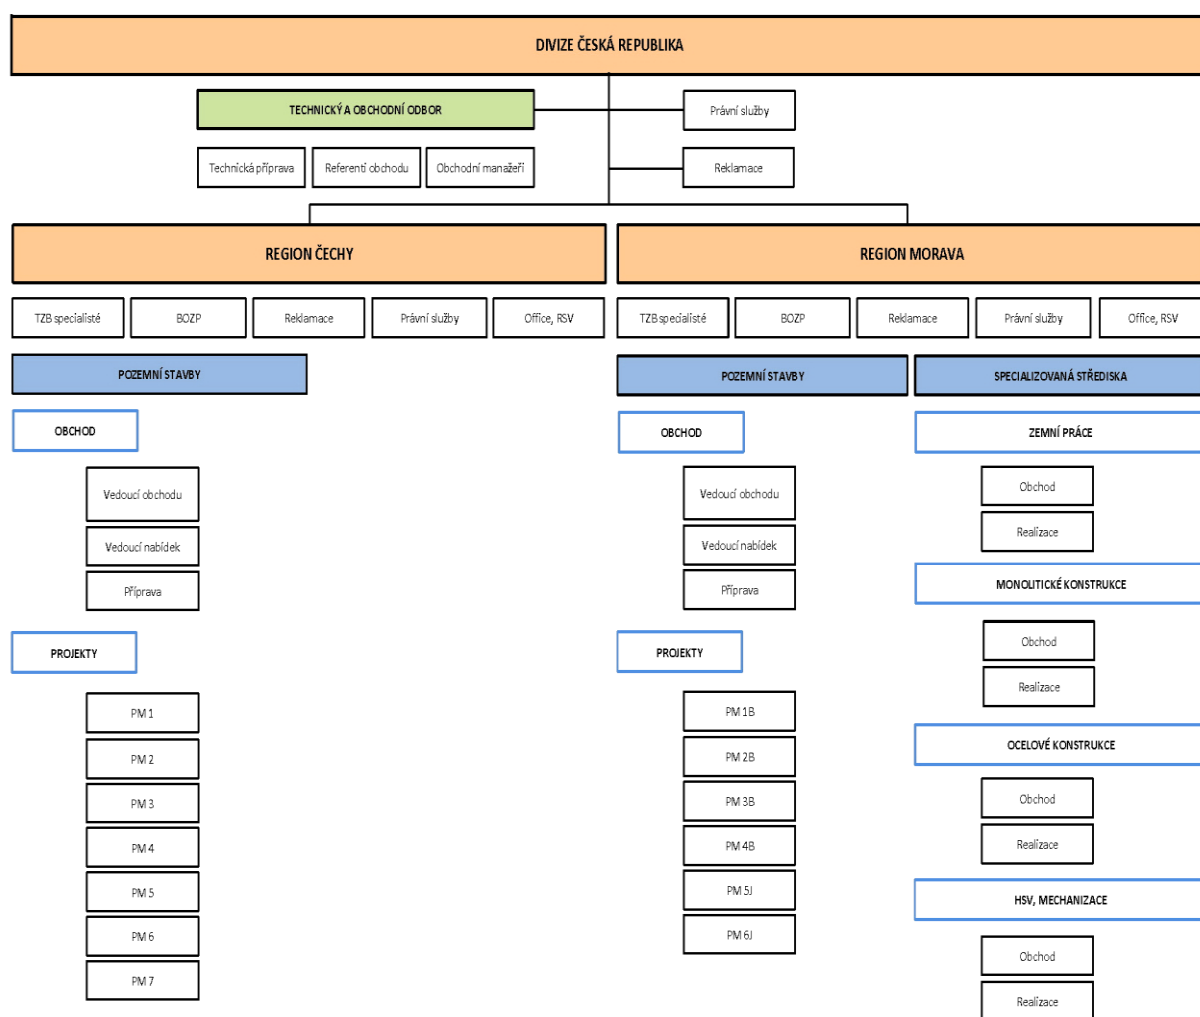 DIVIZE ČESKÁ REPUBLIKA
TECHNICKÝ A OBCHODNÍ ODBOR
Právní služby
Technická příprava
Referenti obchodu
Obchodní manažeři
Reklamace
REGION ČECHY
REGION MORAVA
TZB specialisté
BOZP
Reklamace
Právní služby
Office, RSV
TZB specialisté
BOZP
Reklamace
Právní služby
Office, RSV
POZEMNÍ STAVBY
POZEMNÍ STAVBY
SPECIALIZOVANÁ STŘEDISKA
OBCHOD
Vedoucí obchodu
Vedoucí nabídek
Příprava
PROJEKTY
PM 1
PM 2
PM 3
PM 4
PM 5
PM 6
PM 7
OBCHOD
Vedoucí obchodu
Vedoucí nabídek
Příprava
PROJEKTY
PM 1B
PM 2B
PM 3B
PM 4B
PM 5J
PM 6J
ZEMNÍ PRÁCE
Obchod
Realizace
MONOLITICKÉ KONSTRUKCE
Obchod
Realizace
OCELOVÉ KONSTRUKCE
Obchod
Realizace
HSV, MECHANIZACE
Obchod
Realizace